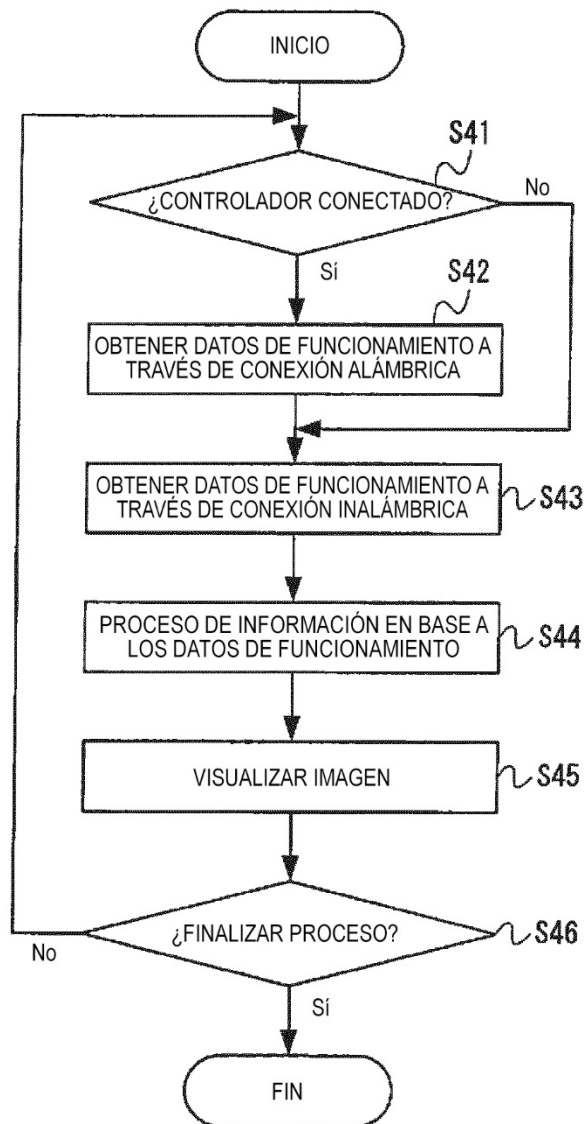 INICIO
S41
¿CONTROLADOR CONECTADO?
No
Sí
S42
OBTENER DATOS DE FUNCIONAMIENTO A
TRAVÉS DE CONEXIÓN ALÁMBRICA
OBTENER DATOS DE FUNCIONAMIENTO A
TRAVÉS DE CONEXIÓN INALÁMBRICA
S43
PROCESO DE INFORMACIÓN EN BASE A
LOS DATOS DE FUNCIONAMIENTO
S44
VISUALIZAR IMAGEN
S45
¿FINALIZAR PROCESO?
S46
No
Sí
FIN